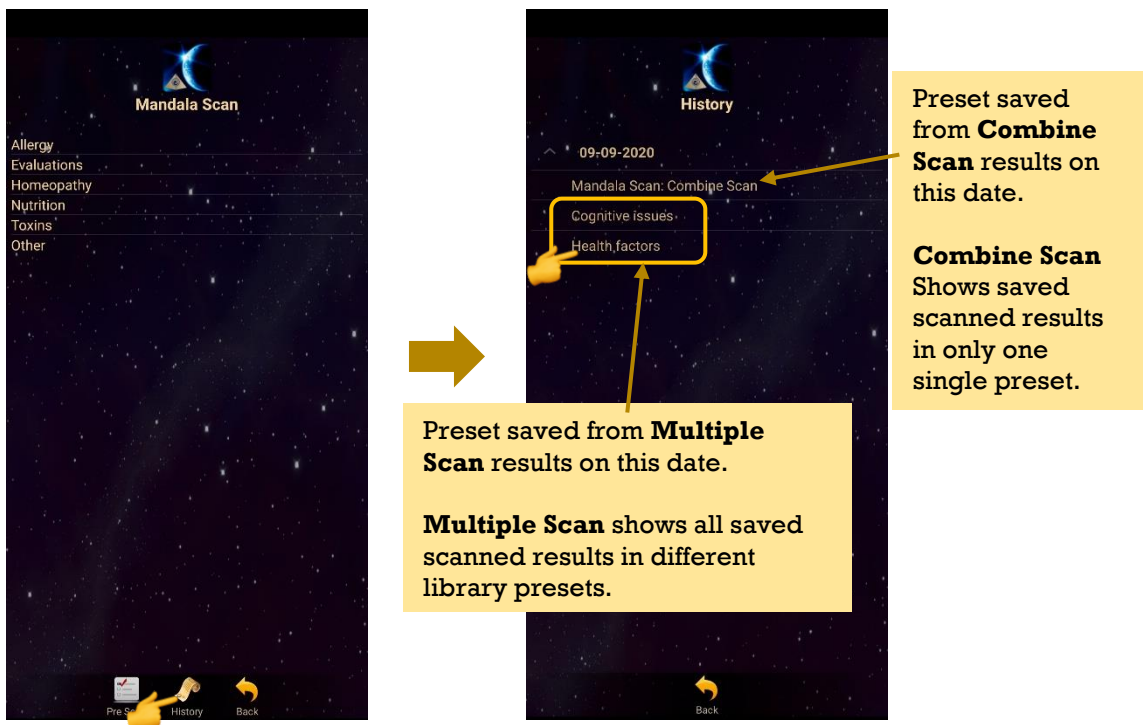 Mandala Scan
Allergy
Evaluations
Homeopathy
Nutrition
Toxins
Other
History
Back
History
09-09-2020
Mandala Scan: Combine Scan
Cognitive issues
Health factors
Back
Preset saved
from Combine
Scan results on
this date.
Combine Scan
Shows saved
scanned results
in only one
single preset.
Preset saved from Multiple
Scan results on this date.
Multiple Scan shows all saved
scanned results in different
library presets.